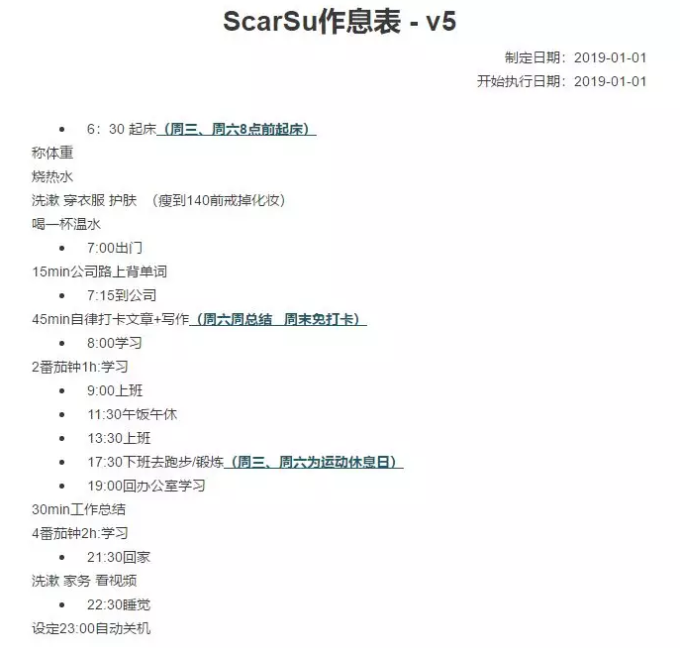 ScarSu作息表 - v5
制定日期：2019-01-01
开始执行日期：2019-01-01
• 6：30 起床（周三、周六8点前起床）
称体重
烧热水
洗漱 穿衣服 护肤 （瘦到140前戒掉化妆）
喝一杯温水
• 7:00出门
15min公司路上背单词
• 7:15到公司
45min自律打卡文章+写作（周六周总结 周末免打卡）
• 8:00学习
2番茄钟1h:学习
• 9:00上班
• 11:30午饭午休
• 13:30上班
• 17:30下班去跑步/锻炼（周三、周六为运动休息日）
• 19:00回办公室学习
30min工作总结
4番茄钟2h:学习
• 21:30回家
洗漱 家务 看视频
• 22:30睡觉
设定23:00自动关机